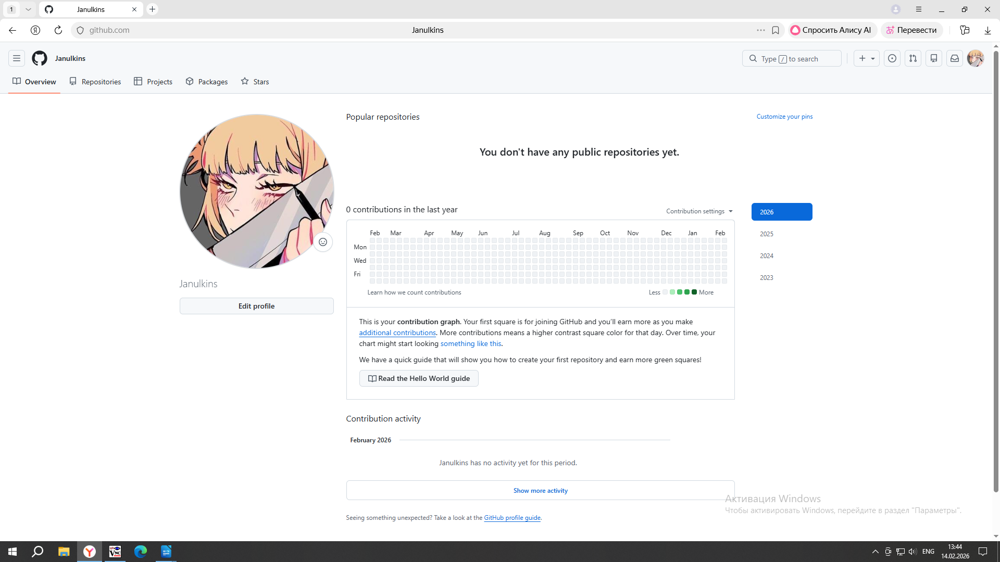 1
Janulkins
github.com
Janulkins
Спросить Алису AI
Перевести
Janulkins
Type / to search
Overview
Repositories
Projects
Packages
Stars
Popular repositories
Customize your pins
You don't have any public repositories yet.
Janulkins
Edit profile
0 contributions in the last year
Contribution settings
2026
2025
2024
2023
Feb Mar Apr May Jun Jul Aug Sep Oct Nov Dec Jan Feb
Mon
Wed
Fri
Learn how we count contributions
Less More
This is your contribution graph. Your first square is for joining GitHub and you’ll earn more as you make
additional contributions. More contributions means a higher contrast square color for that day. Over time, your
chart might start looking something like this.
We have a quick guide that will show you how to create your first repository and earn more green squares!
Read the Hello World guide
Contribution activity
February 2026
Janulkins has no activity yet for this period.
Show more activity
Seeing something unexpected? Take a look at the GitHub profile guide.
Активация Windows
Чтобы активировать Windows, перейдите в раздел "Параметры".
VNC
ENG
13:44
14.02.2026